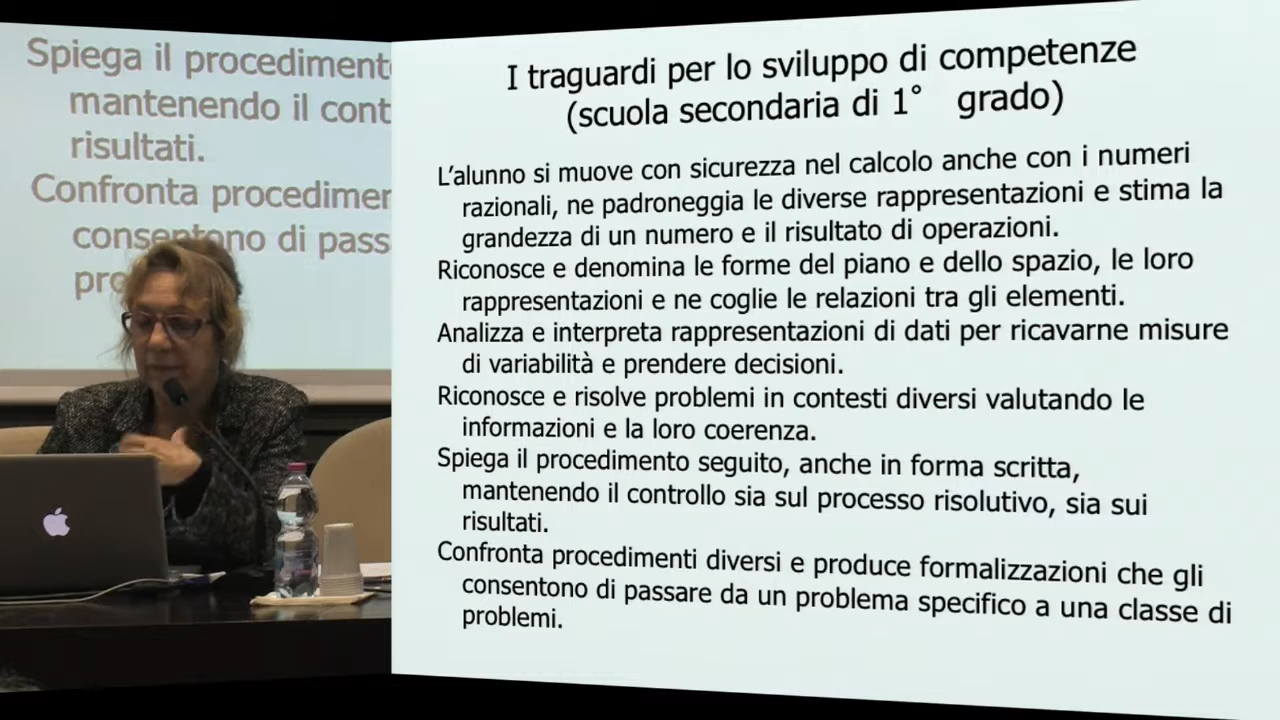 Spiega il procediment
mantenendo il cont
risultati.
Confronta procedimen
consentono di pass
pro
I traguardi per lo sviluppo di competenze
(scuola secondaria di 1° grado)
L'alunno si muove con sicurezza nel calcolo anche con i numeri
razionali, ne padroneggia le diverse rappresentazioni e stima la
grandezza di un numero e il risultato di operazioni.
Riconosce e denomina le forme del piano e dello spazio, le loro
rappresentazioni e ne coglie le relazioni tra gli elementi.
Analizza e interpreta rappresentazioni di dati per ricavarne misure
di variabilità e prendere decisioni.
Riconosce e risolve problemi in contesti diversi valutando le
informazioni e la loro coerenza.
Spiega il procedimento seguito, anche in forma scritta,
mantenendo il controllo sia sul processo risolutivo, sia sui
risultati.
Confronta procedimenti diversi e produce formalizzazioni che gli
consentono di passare da un problema specifico a una classe di
problemi.